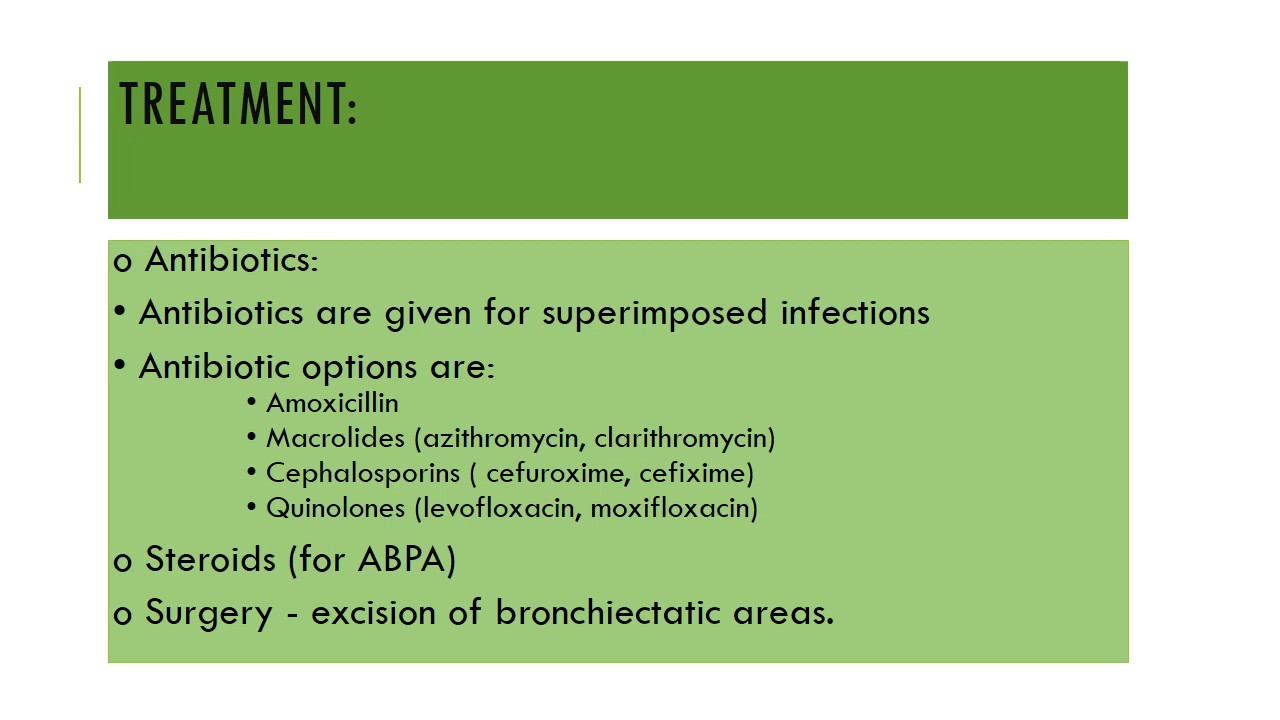 TREATMENT:
o Antibiotics:
• Antibiotics are given for superimposed infections
• Antibiotic options are:
• Amoxicillin
• Macrolides (azithromycin, clarithromycin)
• Cephalosporins ( cefuroxime, cefixime)
• Quinolones (levofloxacin, moxifloxacin)
o Steroids (for ABPA)
o Surgery - excision of bronchiectatic areas.